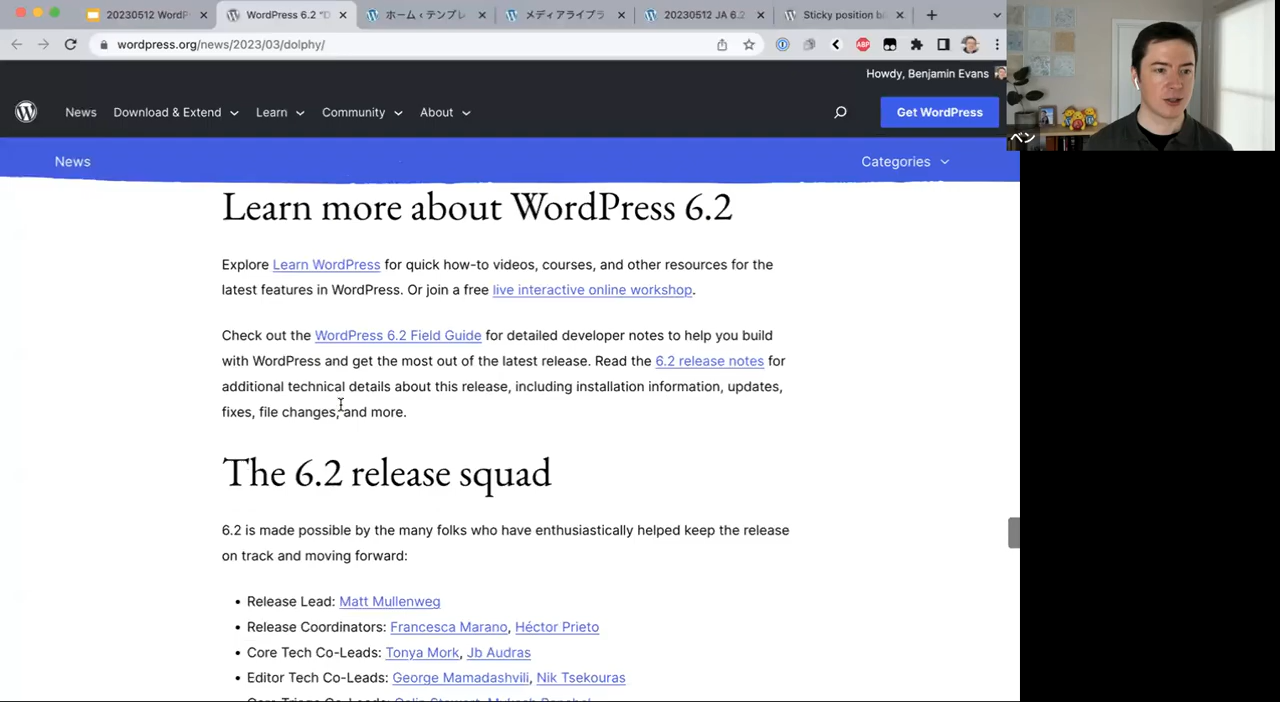 20230512 WordP
WordPress 6.2 "D
ホーム ‹ テンプレ
メディアライブラ
20230512 JA 6.2
Sticky position b
wordpress.org/news/2023/03/dolphy/
ABP
Howdy, Benjamin Evans
News
Download & Extend
Learn
Community
About
Get WordPress
ベン
News
Categories
Learn more about WordPress 6.2
Explore Learn WordPress for quick how-to videos, courses, and other resources for the
latest features in WordPress. Or join a free live interactive online workshop.
Check out the WordPress 6.2 Field Guide for detailed developer notes to help you build
with WordPress and get the most out of the latest release. Read the 6.2 release notes for
additional technical details about this release, including installation information, updates,
fixes, file changes, and more.
The 6.2 release squad
6.2 is made possible by the many folks who have enthusiastically helped keep the release
on track and moving forward:
• Release Lead: Matt Mullenweg
• Release Coordinators: Francesca Marano, Héctor Prieto
• Core Tech Co-Leads: Tonya Mork, Jb Audras
• Editor Tech Co-Leads: George Mamadashvili, Nik Tsekouras